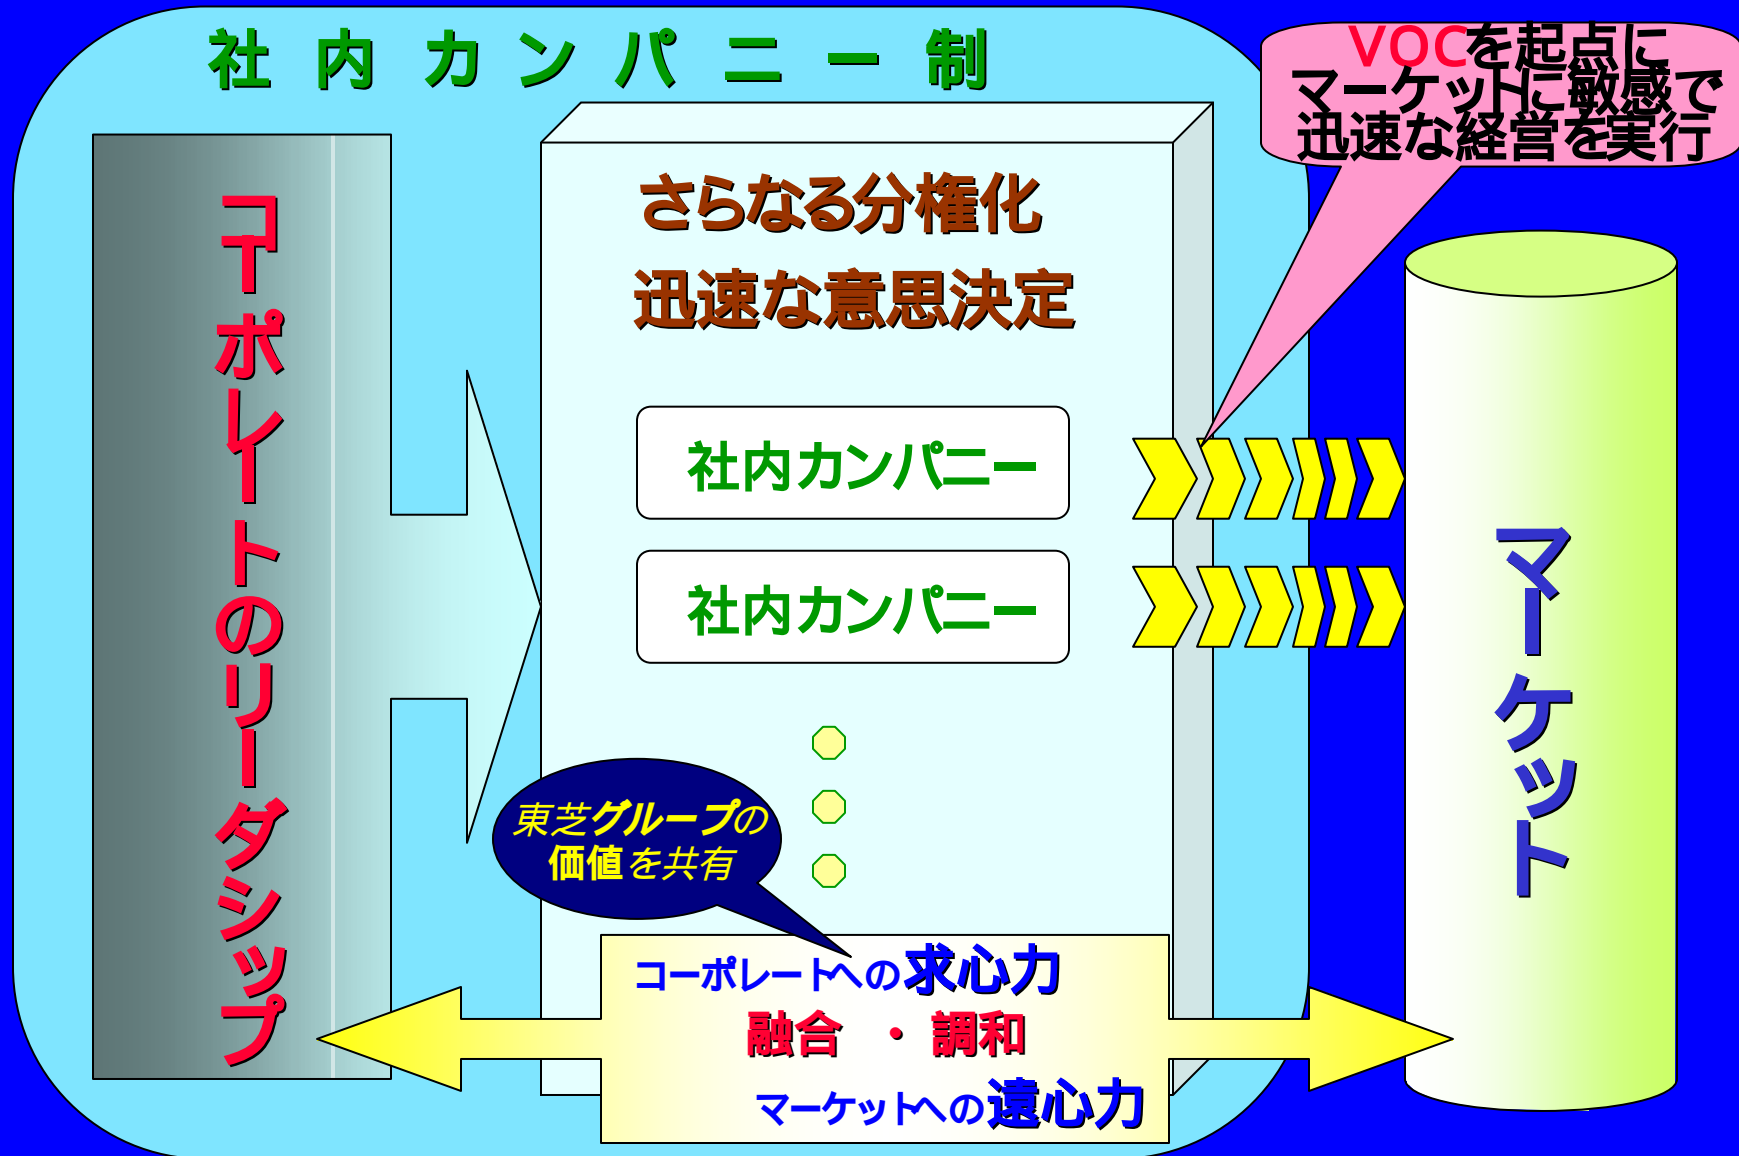 社内カンパニー制
VOCを起点に
マーケットに敏感で
迅速な経営を実行
コーポレートのリーダシップ
さらなる分権化
迅速な意思決定
社内カンパニー
社内カンパニー
マーケット
東芝グループの
価値を共有
コーポレートへの求心力
融合 ・ 調和
マーケットへの遠心力